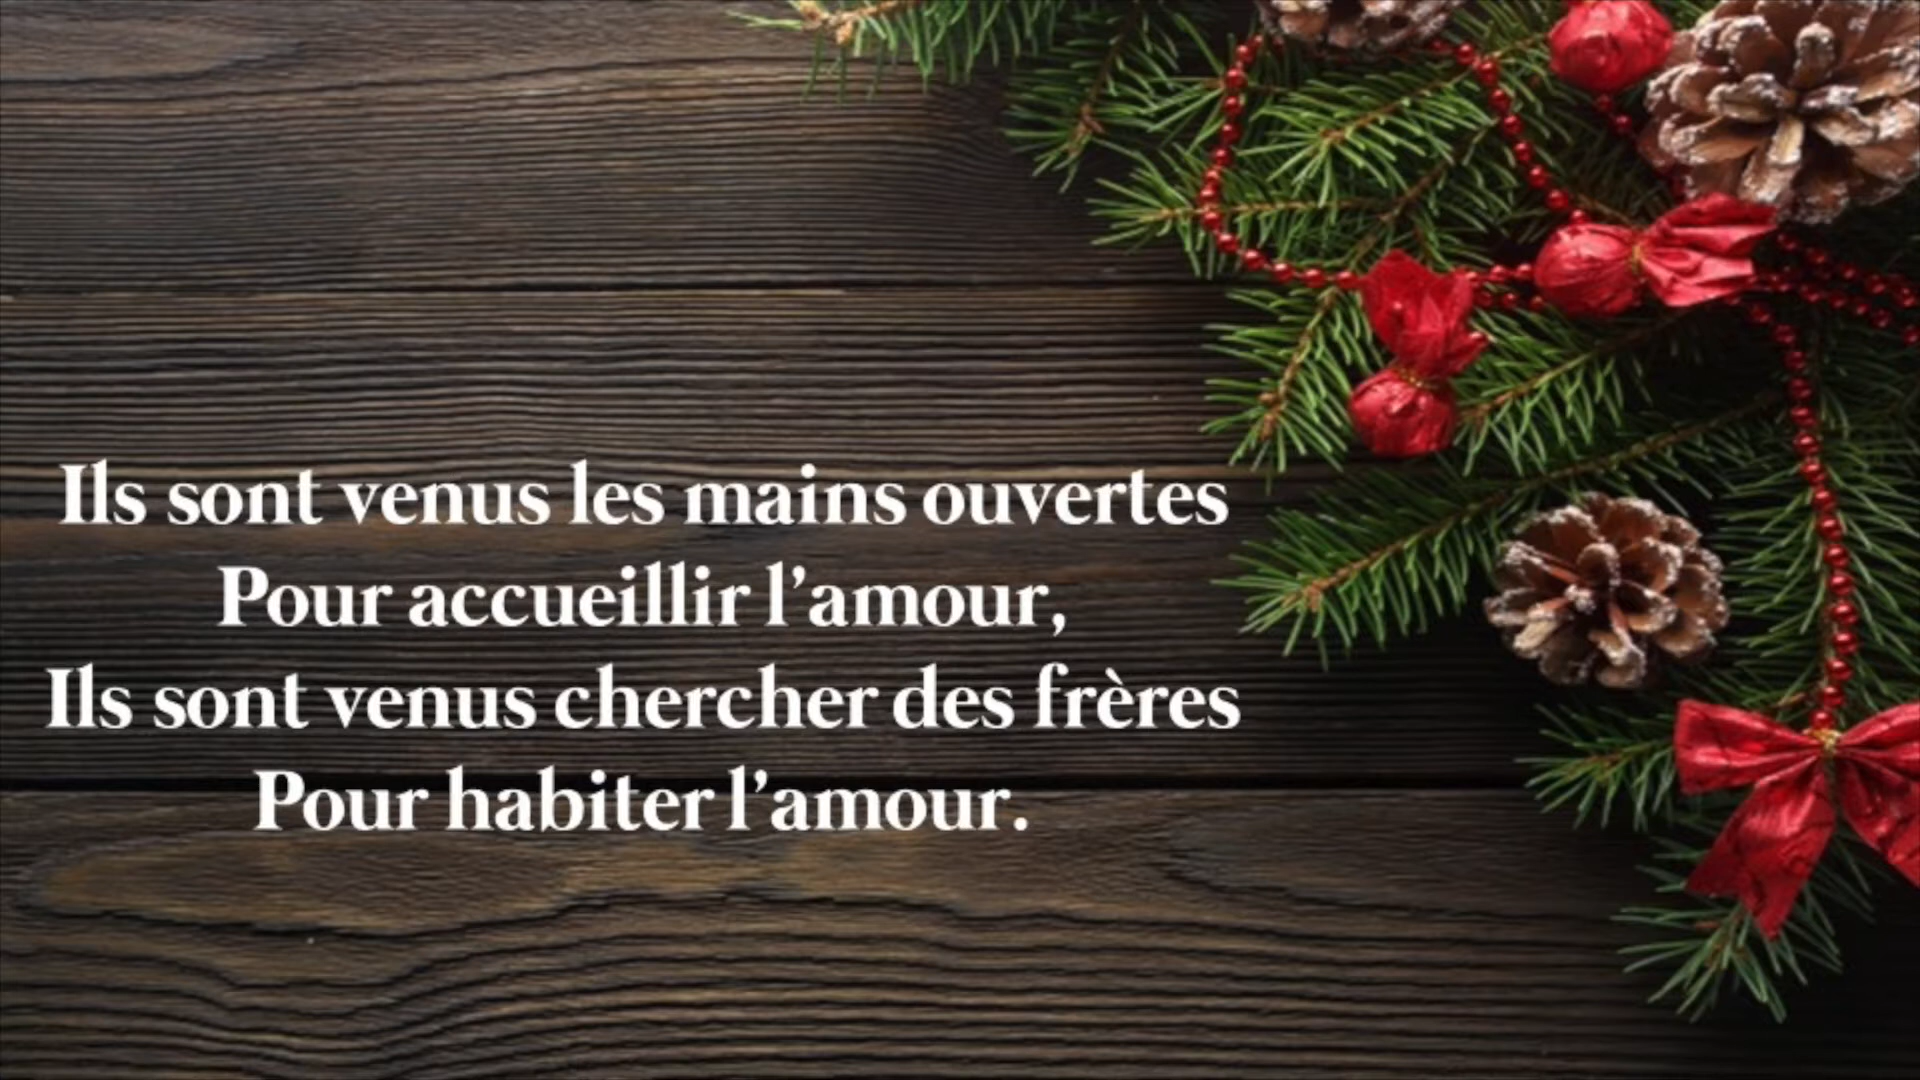 Ils sont venus les mains ouvertes
Pour accueillir l’amour,
Ils sont venus chercher des frères
Pour habiter l’amour.